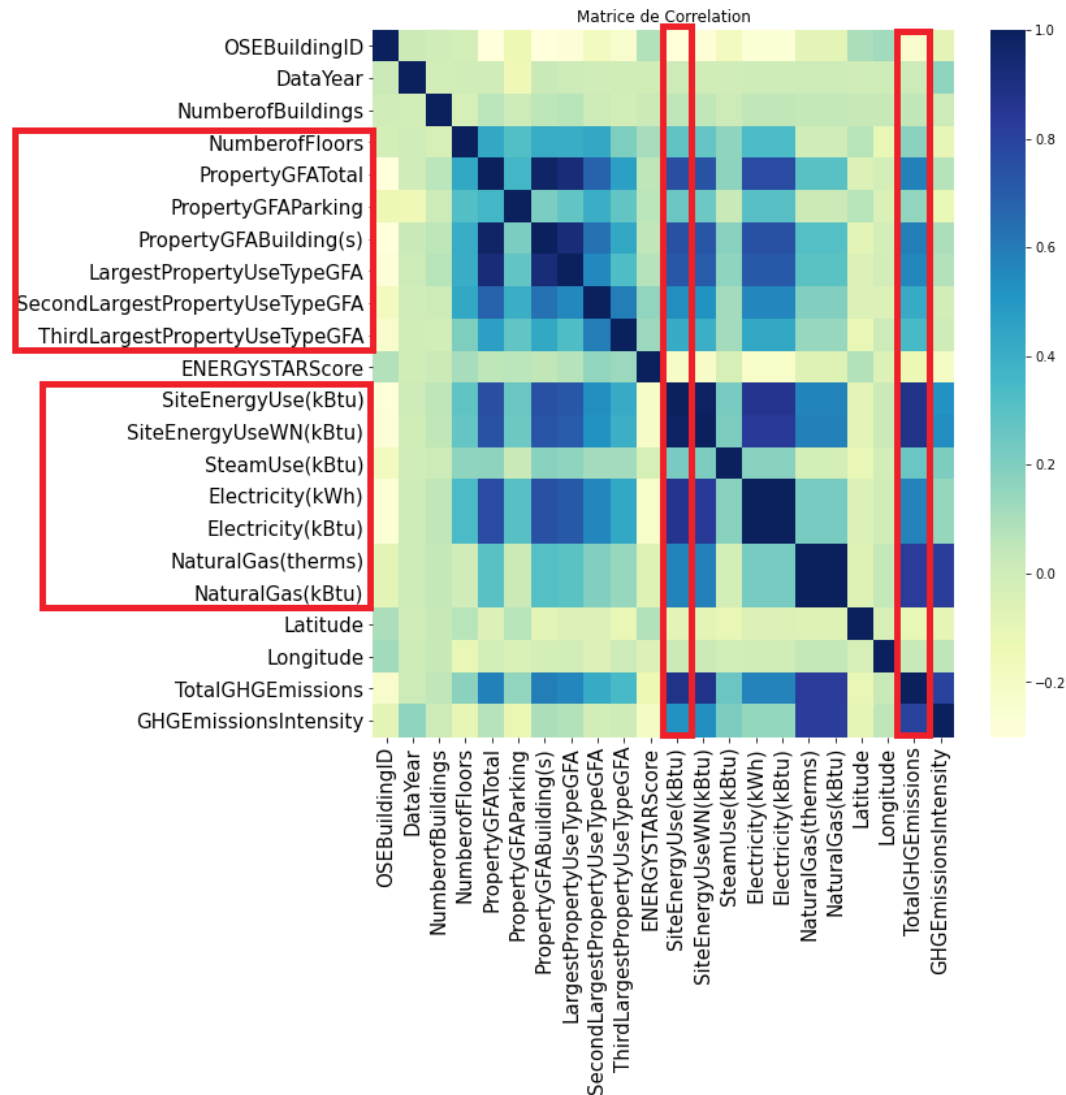 Matrice de Correlation
OSEBuildingID
DataYear
NumberofBuildings
NumberofFloors
PropertyGFATotal
PropertyGFAParking
PropertyGFABuilding(s)
LargestPropertyUseTypeGFA
SecondLargestPropertyUseTypeGFA
ThirdLargestPropertyUseTypeGFA
ENERGYSTARScore
SiteEnergyUse(kBtu)
SiteEnergyUseWN(kBtu)
SteamUse(kBtu)
Electricity(kWh)
Electricity(kBtu)
NaturalGas(therms)
NaturalGas(kBtu)
Latitude
Longitude
TotalGHGEmissions
GHGEmissionsIntensity
OSEBuildingID
DataYear
NumberofBuildings
NumberofFloors
PropertyGFATotal
PropertyGFAParking
PropertyGFABuilding(s)
LargestPropertyUseTypeGFA
SecondLargestPropertyUseTypeGFA
ThirdLargestPropertyUseTypeGFA
ENERGYSTARScore
SiteEnergyUse(kBtu)
SiteEnergyUseWN(kBtu)
SteamUse(kBtu)
Electricity(kWh)
Electricity(kBtu)
NaturalGas(therms)
NaturalGas(kBtu)
Latitude
Longitude
TotalGHGEmissions
GHGEmissionsIntensity
1.0
0.8
0.6
0.4
0.2
0.0
−0.2